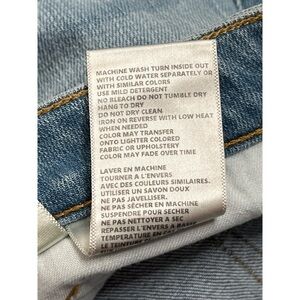 MACHINE WASH TURN INSIDE OUT
WITH COLD WATER SEPARATELY OR
WITH SIMILAR COLORS
USE MILD DETERGENT
NO BLEACH DO NOT TUMBLE DRY
HANG TO DRY
DO NOT DRY CLEAN
IRON ON REVERSE WITH LOW HEAT
WHEN NEEDED
COLOR MAY TRANSFER
ONTO LIGHTER COLORED
FABRIC OR UPHOLSTERY
COLOR MAY FADE OVER TIME
LAVER EN MACHINE
TOURNER A L'ENVERS
AVEC DES COULEURS SIMILAIRES.
UTILISER UN SAVON DOUX
NE PAS JAVELLISER.
NE PAS SÉCHER EN MACHINE
SUSPENDRE POUR SÉCHER
NE PAS NETTOYER A SEC
REPASSER L'ENVERS A BASSE
LE TEINTURE